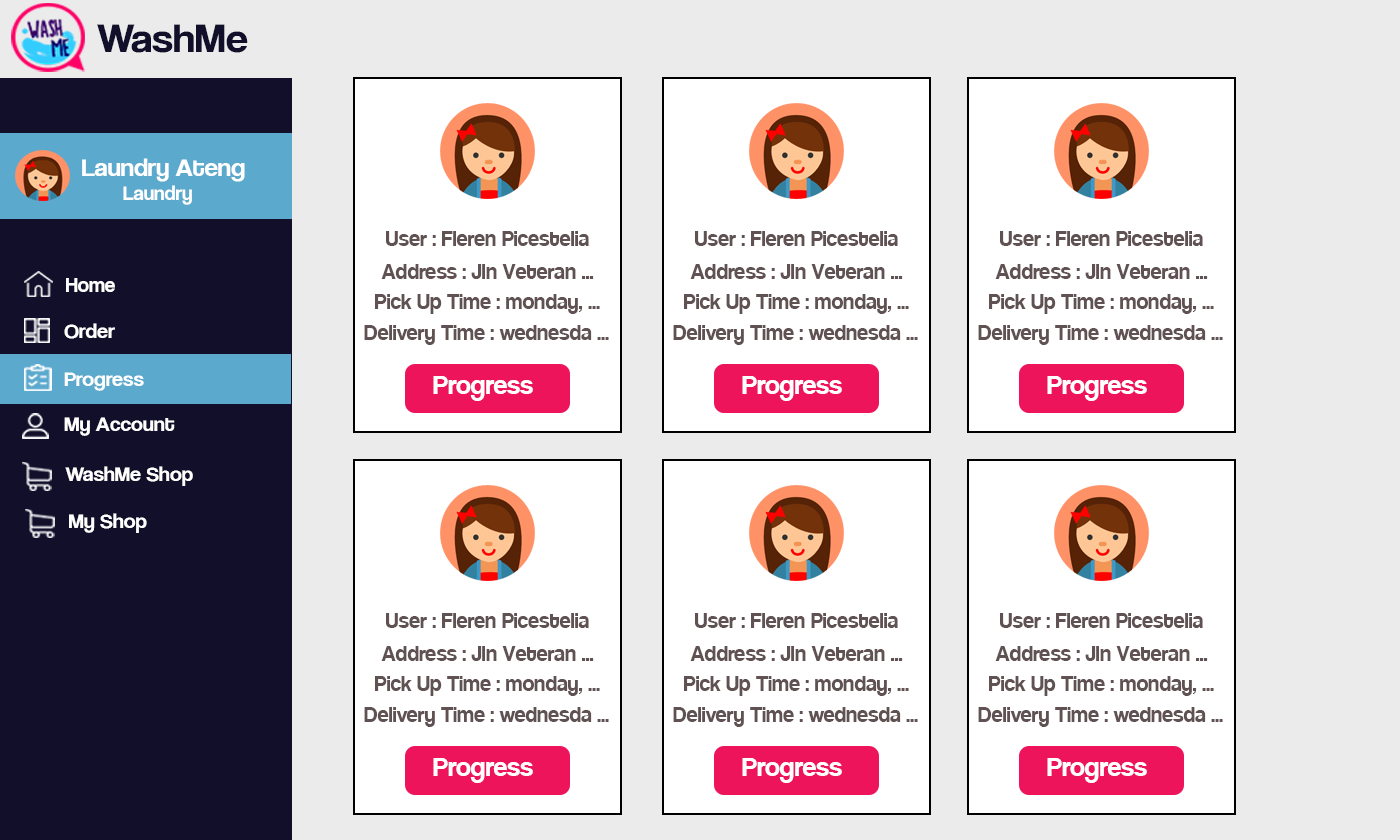 WASH
ME
WashMe
Laundry Ateng
Laundry
Home
Order
Progress
My Account
WashMe Shop
My Shop
User : Fleren Picestelia
Address : Jln Veteran ...
Pick Up Time : monday, ...
Delivery Time : wednesda ...
Progress
User : Fleren Picestelia
Address : Jln Veteran ...
Pick Up Time : monday, ...
Delivery Time : wednesda ...
Progress
User : Fleren Picestelia
Address : Jln Veteran ...
Pick Up Time : monday, ...
Delivery Time : wednesda ...
Progress
User : Fleren Picestelia
Address : Jln Veteran ...
Pick Up Time : monday, ...
Delivery Time : wednesda ...
Progress
User : Fleren Picestelia
Address : Jln Veteran ...
Pick Up Time : monday, ...
Delivery Time : wednesda ...
Progress
User : Fleren Picestelia
Address : Jln Veteran ...
Pick Up Time : monday, ...
Delivery Time : wednesda ...
Progress